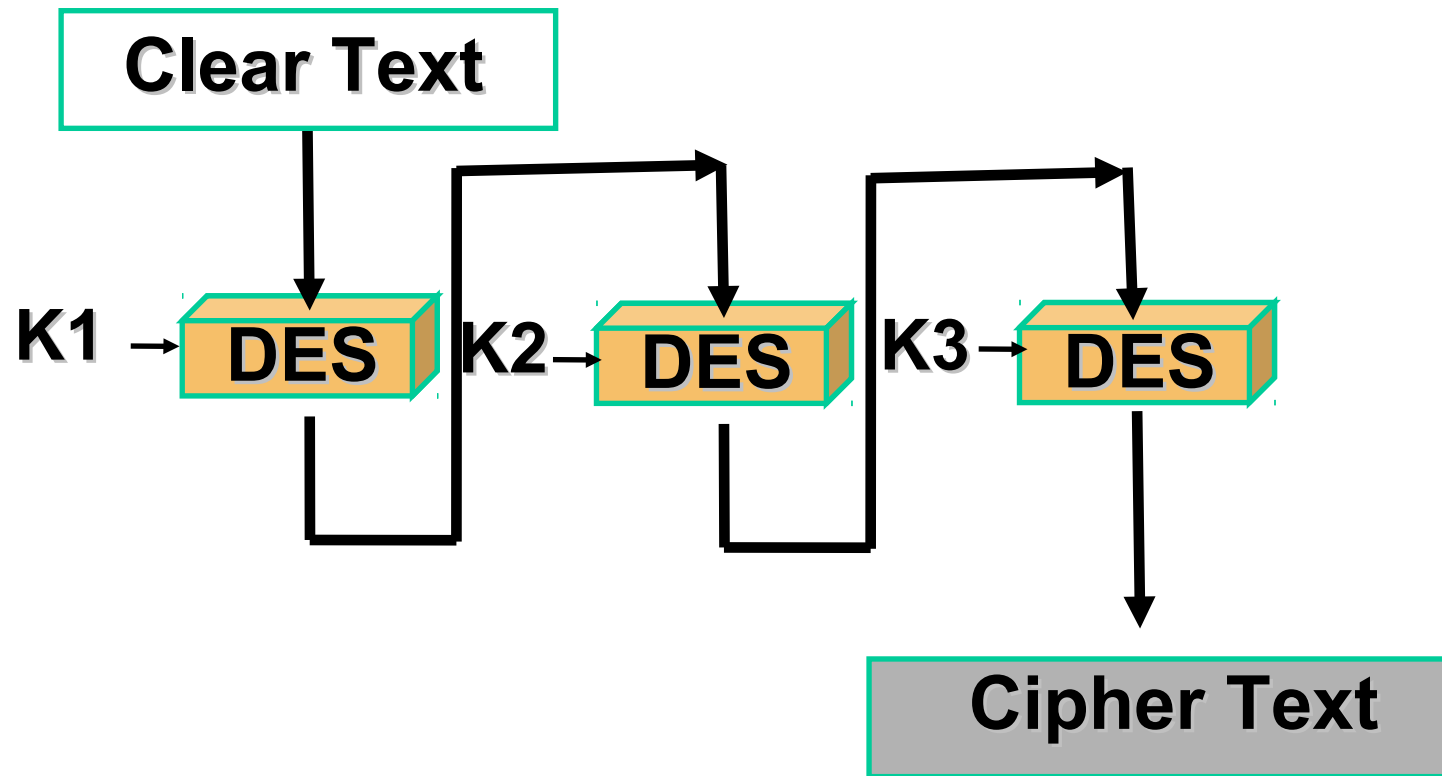 Clear Text
K1
DES
K2
DES
K3
DES
Cipher Text